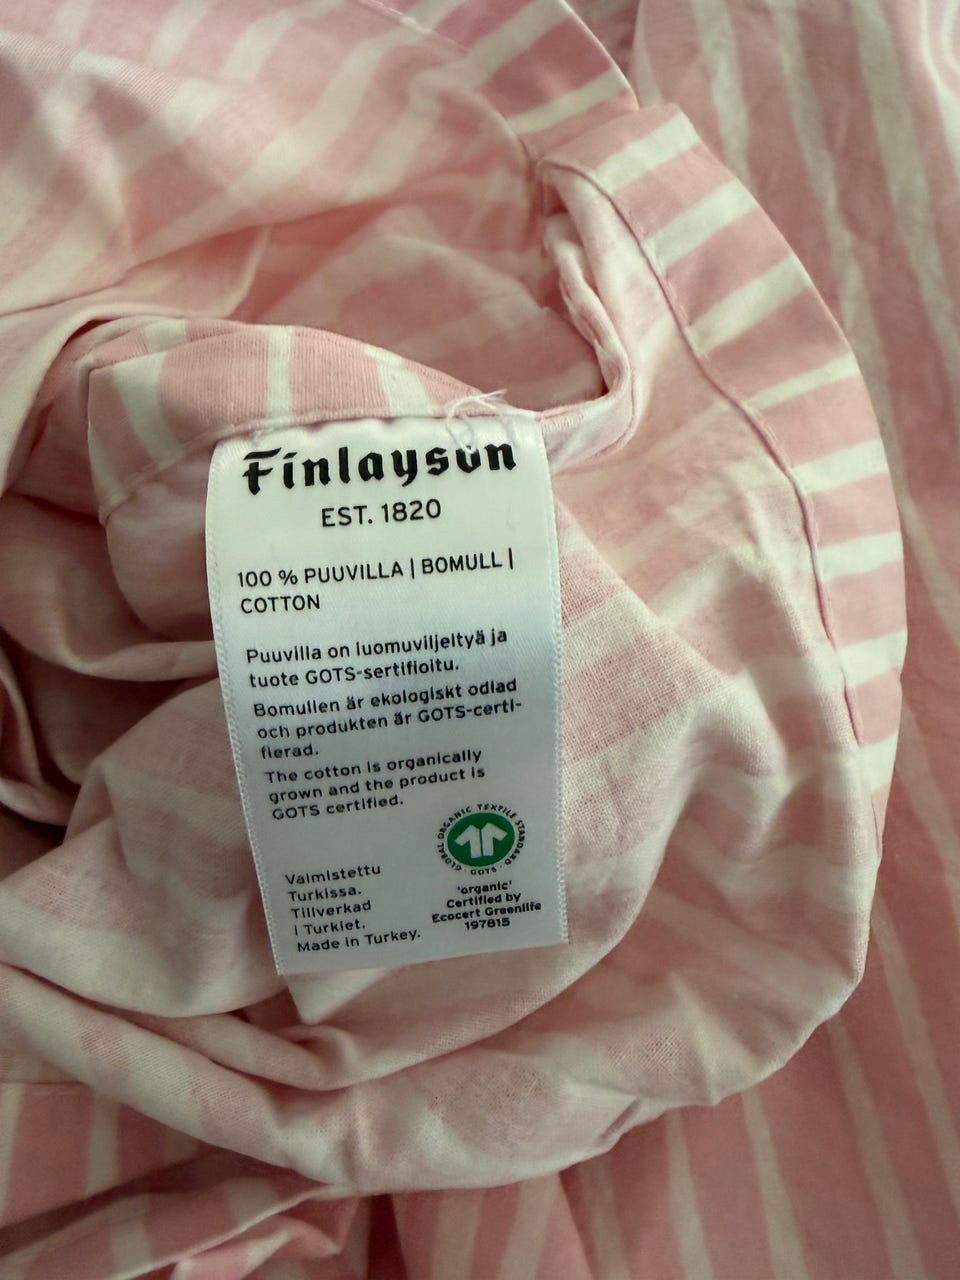 Finlayson
EST. 1820
100 % PUUVILLA | BOMULL |
COTTON
Puuvilla on luomuviljeltyä ja
tuote GOTS-sertifioitu.
Bomullen är ekologiskt odlad
och produkten är GOTS-certi-
fierad.
The cotton is organically
grown and the product is
GOTS certified.
GLOBAL ORGANIC TEXTILE STANDARD
· GOTS ·
'organic'
Certified by
Ecocert Greenlife
197815
Valmistettu
Turkissa.
Tillverkad
i Turkiet.
Made in Turkey.